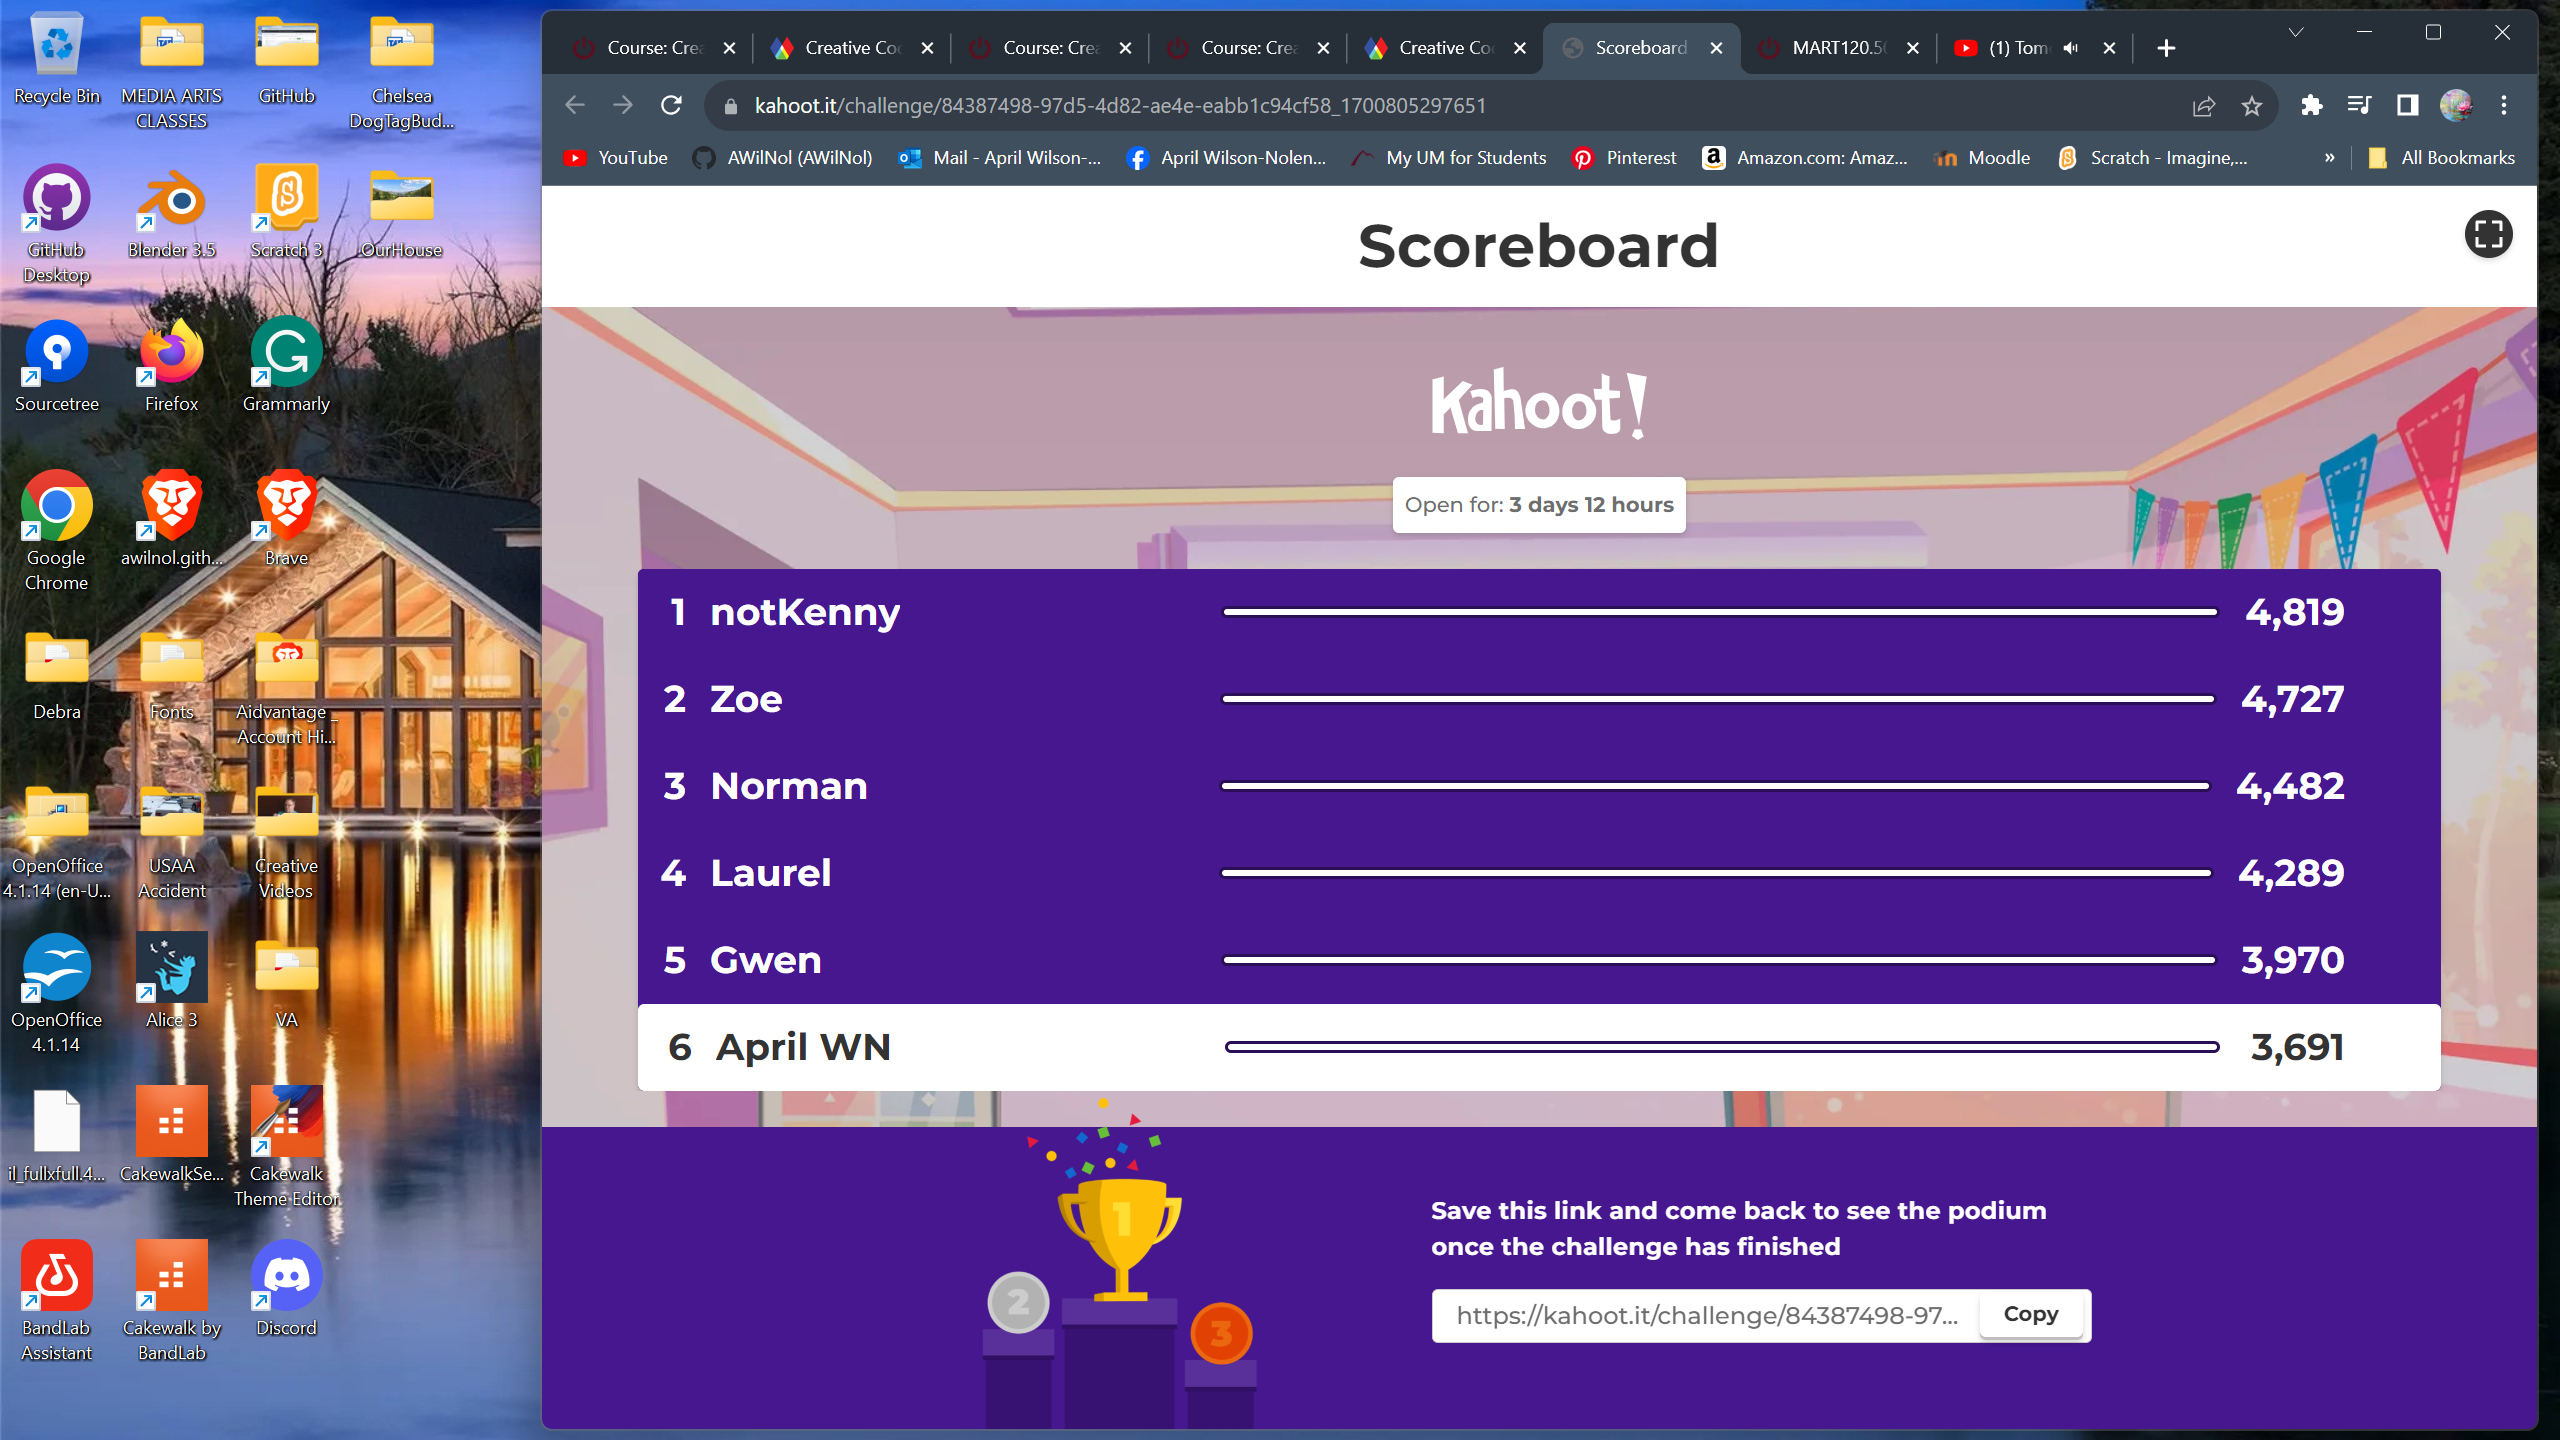 Recycle Bin
MEDIA ARTS
CLASSES
GitHub
Chelsea
DogTagBud...
GitHub
Desktop
Blender 3.5
Scratch 3
OurHouse
Sourcetree
Firefox
Grammarly
Google
Chrome
awilnol.gith...
Brave
Debra
Fonts
Aidvantage _
Account Hi...
OpenOffice
4.1.14 (en-U...
USAA
Accident
Creative
Videos
OpenOffice
4.1.14
Alice 3
VA
il_fullxfull.4...
CakewalkSe...
Cakewalk
Theme Editor
BandLab
Assistant
Cakewalk by
BandLab
Discord
Course: Crea
Creative Coc
Course: Crea
Course: Crea
Creative Coc
Scoreboard
MART120.50
(1) Tom
kahoot.it/challenge/84387498-97d5-4d82-ae4e-eabb1c94cf58_1700805297651
YouTube
AWilNol (AWilNol)
Mail - April Wilson-...
April Wilson-Nolen...
My UM for Students
Pinterest
Amazon.com: Amaz...
Moodle
Scratch - Imagine,...
»
All Bookmarks
Scoreboard
Kahoot!
Open for: 3 days 12 hours
1 notKenny 4,819
2 Zoe 4,727
3 Norman 4,482
4 Laurel 4,289
5 Gwen 3,970
6 April WN 3,691
1
2
3
Save this link and come back to see the podium
once the challenge has finished
https://kahoot.it/challenge/84387498-97... Copy